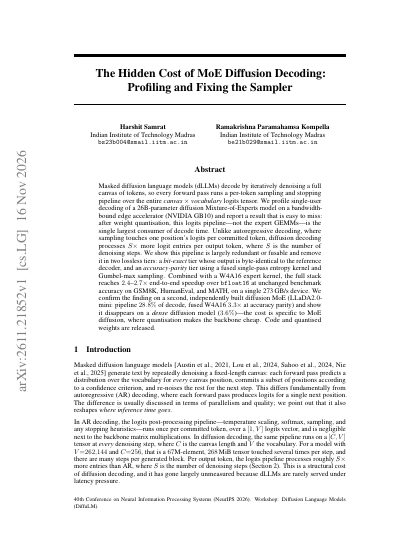 The Hidden Cost of MoE Diffusion Decoding:
Profiling and Fixing the Sampler
Harshit Samrat
Indian Institute of Technology Madras
be23b004@smail.iitm.ac.in
Ramakrishna Paramahamsa Kompella
Indian Institute of Technology Madras
be21b029@smail.iitm.ac.in
Abstract
Masked diffusion language models (dLLMs) decode by iteratively denoising a full
canvas of tokens, so every forward pass runs a per-token sampling and stopping
pipeline over the entire canvas × vocabulary logits tensor. We profile single-user
decoding of a 26B-parameter diffusion Mixture-of-Experts model on a bandwidth-
bound edge accelerator (NVIDIA GB10) and report a result that is easy to miss:
after weight quantisation, this logits pipeline—not the expert GEMMs—is the
single largest consumer of decode time. Unlike autoregressive decoding, where
sampling touches one position's logits per committed token, diffusion decoding
processes S× more logit entries per output token, where S is the number of
denoising steps. We show this pipeline is largely redundant or fusable and remove
it in two lossless tiers: a bit-exact tier whose output is byte-identical to the reference
decoder, and an accuracy-parity tier using a fused single-pass entropy kernel and
Gumbel-max sampling. Combined with a W4A16 expert kernel, the full stack
reaches 2.4–2.7× end-to-end speedup over bfloat16 at unchanged benchmark
accuracy on GSM8K, HumanEval, and MATH, on a single 273 GB/s device. We
confirm the finding on a second, independently built diffusion MoE (LLaDA2.0-
mini: pipeline 28.8% of decode, fused W4A16 3.3× at accuracy parity) and show
it disappears on a dense diffusion model (3.6%)—the cost is specific to MoE
diffusion, where quantisation makes the backbone cheap. Code and quantised
weights are released.
1 Introduction
Masked diffusion language models [Austin et al., 2021, Lou et al., 2024, Sahoo et al., 2024, Nie
et al., 2025] generate text by repeatedly denoising a fixed-length canvas: each forward pass predicts a
distribution over the vocabulary for every canvas position, commits a subset of positions according to
a confidence criterion, and re-noises the rest for the next step. This differs fundamentally from
autoregressive (AR) decoding, where each forward pass produces logits for a single next position.
The difference is usually discussed in terms of parallelism and quality; we point out that it also
reshapes where inference time goes.
In AR decoding, the logits post-processing pipeline—temperature scaling, softmax, sampling, and
any stopping heuristics—runs once per committed token, over a [1, V] logits vector, and is negligible
next to the backbone matrix multiplications. In diffusion decoding, the same pipeline runs on a [C, V]
tensor at every denoising step, where C is the canvas length and V the vocabulary. For a model with
V=262,144 and C=256, that is a 67M-element, 268 MiB tensor touched several times per step, and
there are many steps per generated block. Per output token, the logits pipeline processes roughly S×
more entries than AR, where S is the number of denoising steps (Section 2). This is a structural cost
of diffusion decoding, and it has gone largely unmeasured because dLLMs are rarely served under
latency pressure.
40th Conference on Neural Information Processing Systems (NeurIPS 2026). Workshop: Diffusion Language Models
(DiffuLM)
arXiv:2611.21852v1 [cs.LG] 16 Nov 2026